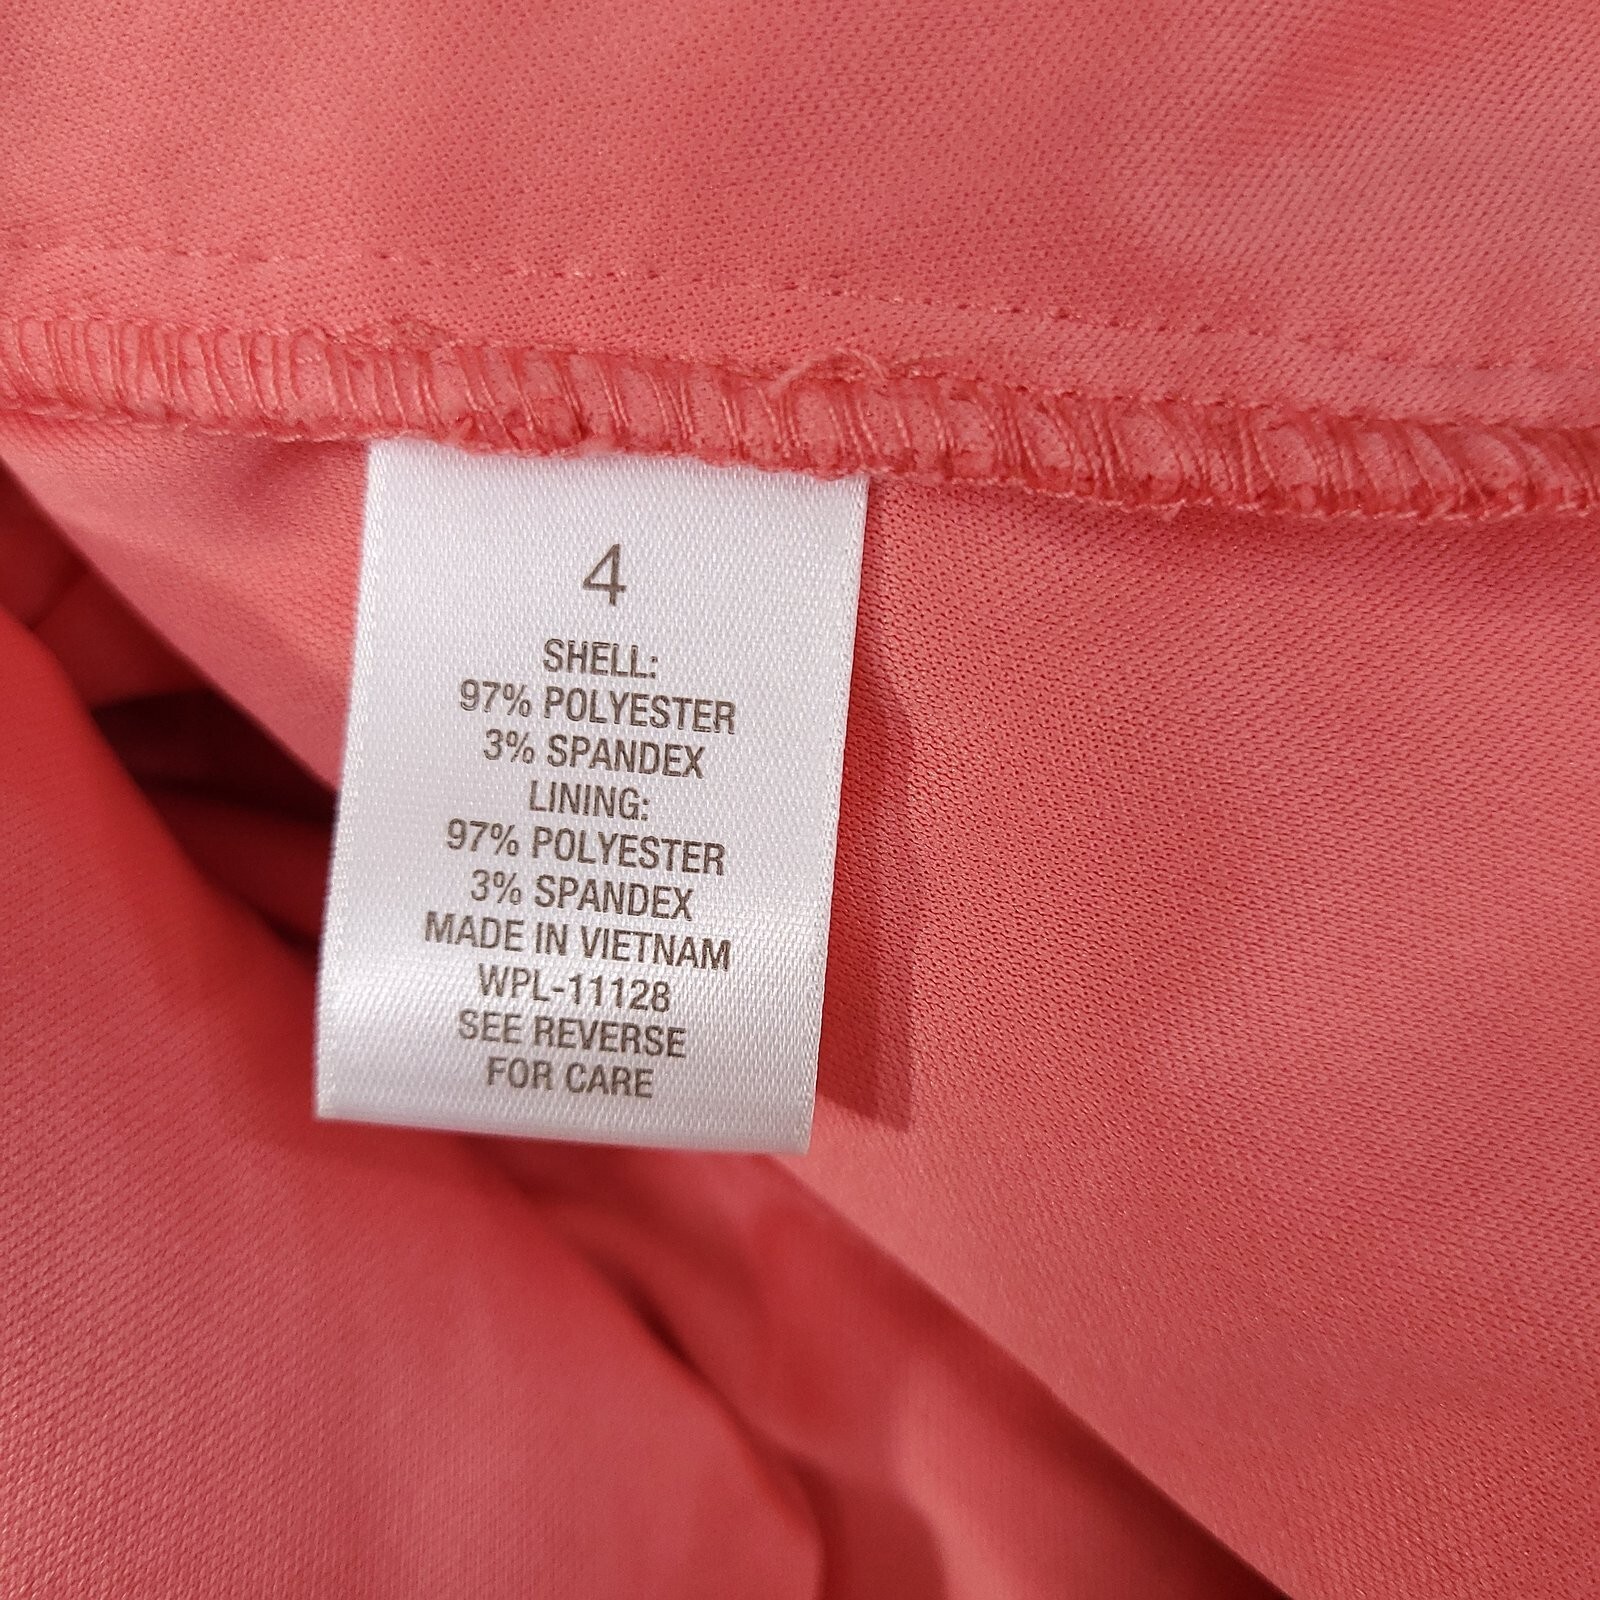 4
SHELL:
97% POLYESTER
3% SPANDEX
LINING:
97% POLYESTER
3% SPANDEX
MADE IN VIETNAM
WPL-11128
SEE REVERSE
FOR CARE